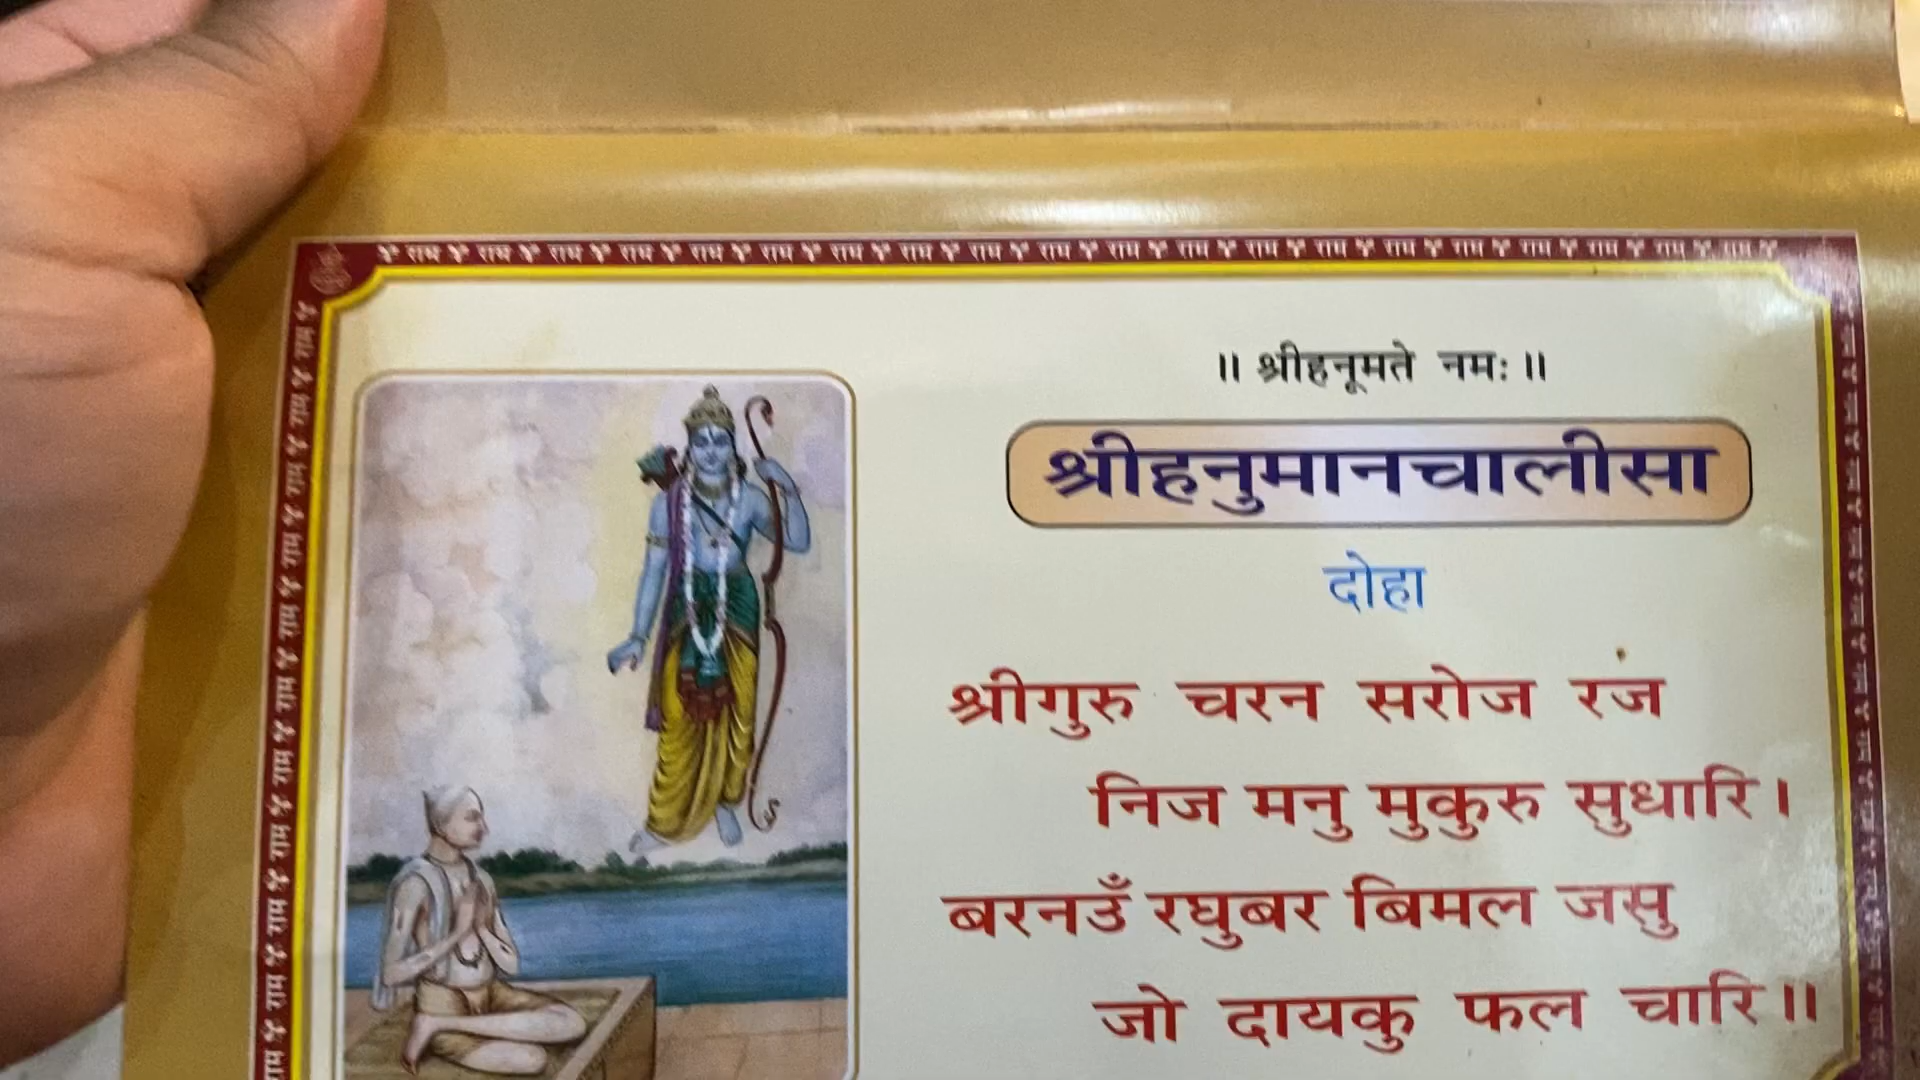 ॐ राम ॐ राम ॐ राम ॐ राम ॐ राम ॐ राम ॐ राम ॐ राम ॐ राम ॐ राम ॐ राम ॐ राम ॐ राम ॐ राम ॐ राम ॐ राम ॐ राम ॐ राम ॐ राम ॐ राम ॐ
॥ श्रीहनूमते नमः ॥
श्रीहनुमानचालीसा
दोहा
श्रीगुरु चरन सरोज रज
निज मनु मुकुरु सुधारि ।
बरनउँ रघुबर बिमल जसु
जो दायकु फल चारि ॥